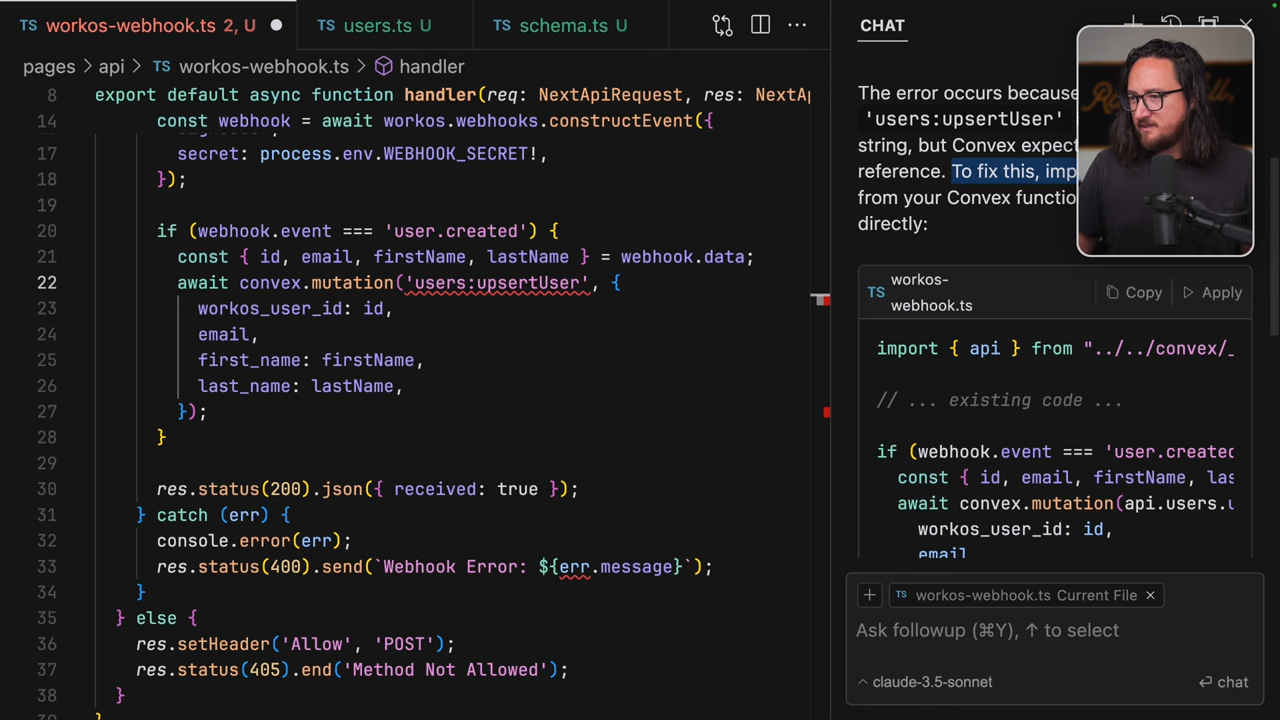 TS workos-webhook.ts 2, U
TS users.ts U
TS schema.ts U
pages > api > TS workos-webhook.ts > handler
8 export default async function handler(req: NextApiRequest, res: NextAp
14 const webhook = await workos.webhooks.constructEvent({
17 secret: process.env.WEBHOOK_SECRET!,
18 });
19
20 if (webhook.event === 'user.created') {
21 const { id, email, firstName, lastName } = webhook.data;
22 await convex.mutation('users:upsertUser', {
23 workos_user_id: id,
24 email,
25 first_name: firstName,
26 last_name: lastName,
27 });
28 }
29
30 res.status(200).json({ received: true });
31 } catch (err) {
32 console.error(err);
33 res.status(400).send(`Webhook Error: ${err.message}`);
34 }
35 } else {
36 res.setHeader('Allow', 'POST');
37 res.status(405).end('Method Not Allowed');
38 }
CHAT
The error occurs because
'users:upsertUser'
string, but Convex expect
reference. To fix this, imp
from your Convex functio
directly:
TS workos-
webhook.ts
Copy
Apply
import { api } from "../../convex/_
// ... existing code ...
if (webhook.event === 'user.created
const { id, email, firstName, las
await convex.mutation(api.users.u
workos_user_id: id,
email,
TS workos-webhook.ts Current File
Ask followup (⌘Y), ↑ to select
claude-3.5-sonnet
chat